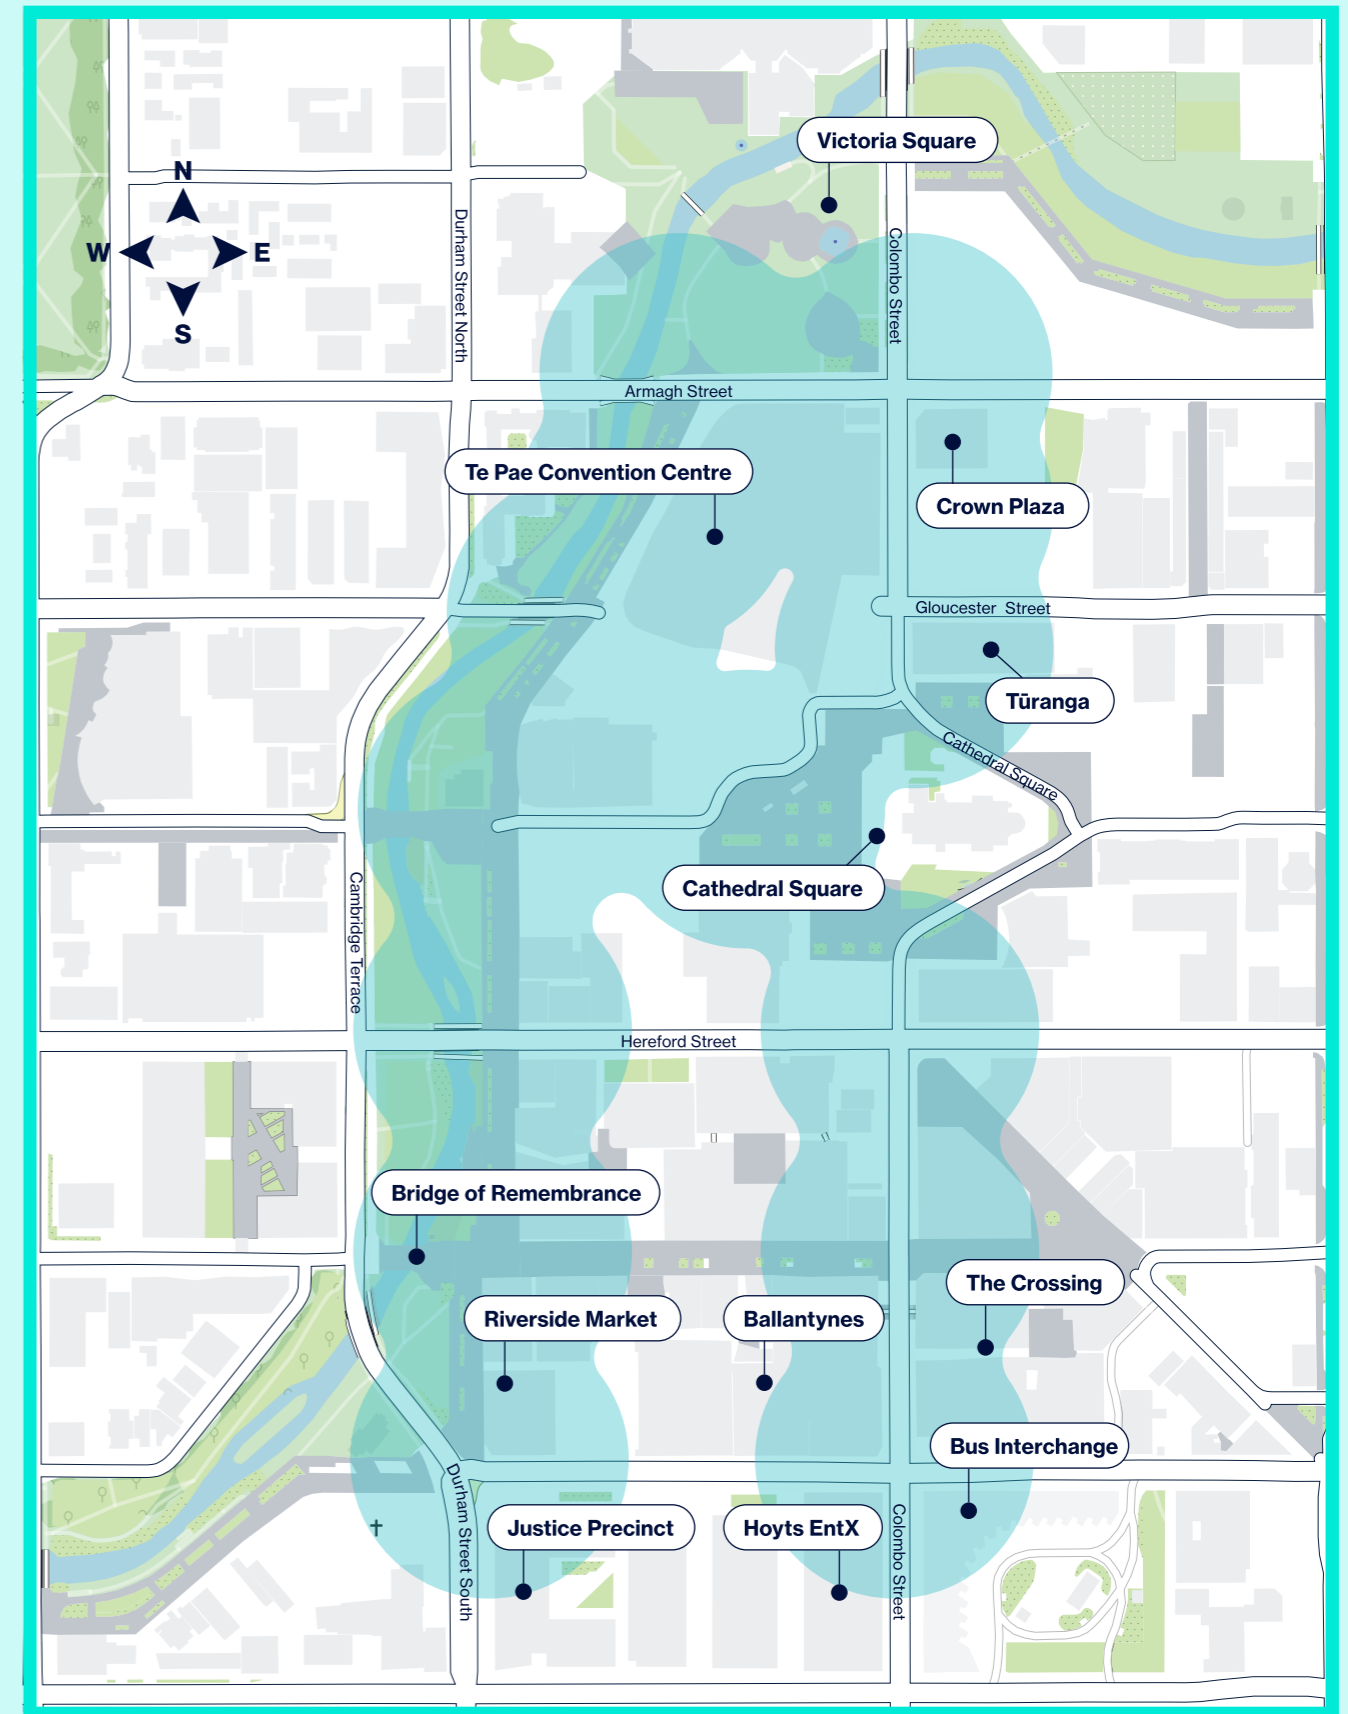 Victoria Square
N
W
E
S
Durham Street North
Colombo Street
Armagh Street
Te Pae Convention Centre
Crown Plaza
Gloucester Street
Tūranga
Cathedral Square
Cathedral Square
Cambridge Terrace
Hereford Street
Bridge of Remembrance
The Crossing
Riverside Market
Ballantynes
Bus Interchange
Durham Street South
Justice Precinct
Hoyts EntX
Colombo Street